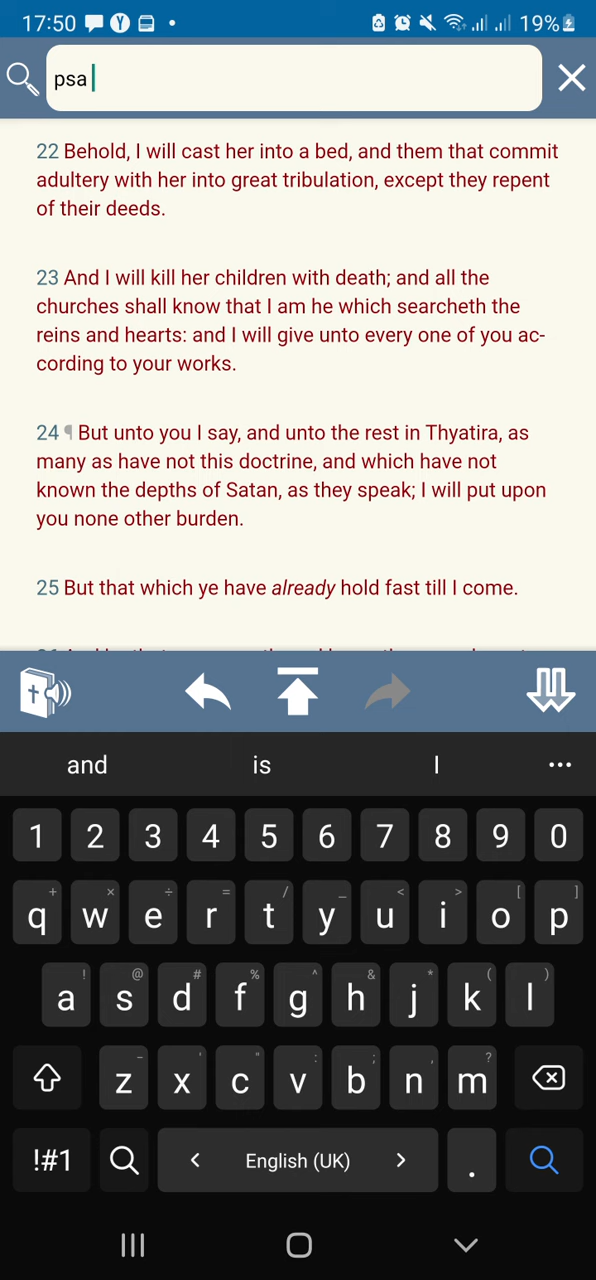 17:50 19%
psa
22 Behold, I will cast her into a bed, and them that commit
adultery with her into great tribulation, except they repent
of their deeds.
23 And I will kill her children with death; and all the
churches shall know that I am he which searcheth the
reins and hearts: and I will give unto every one of you ac-
cording to your works.
24 ¶ But unto you I say, and unto the rest in Thyatira, as
many as have not this doctrine, and which have not
known the depths of Satan, as they speak; I will put upon
you none other burden.
25 But that which ye have already hold fast till I come.
and is I ...
1 2 3 4 5 6 7 8 9 0
+ × ÷ = / _ < > [ ]
q w e r t y u i o p
! @ # % ^ & * ( )
a s d f g h j k l
- ' " : ; , ?
z x c v b n m
!#1 < English (UK) > .